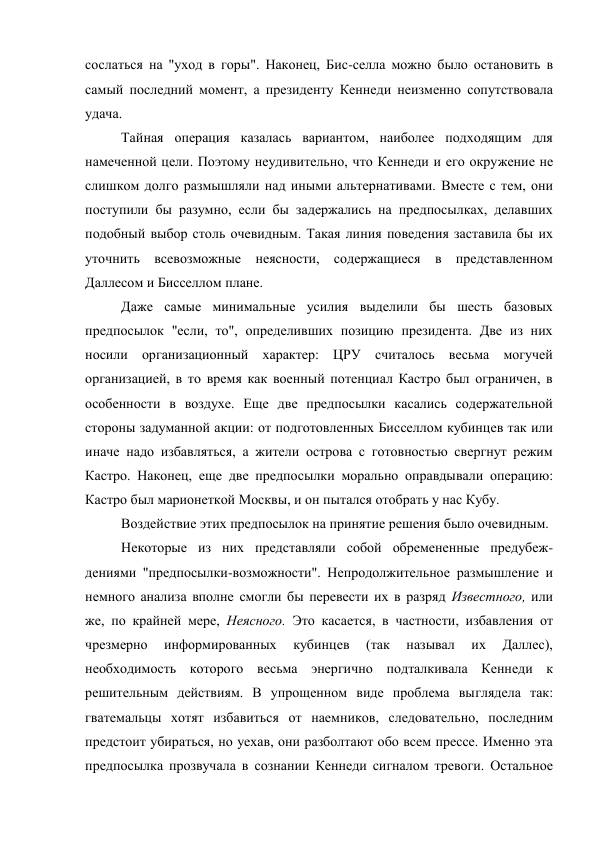 сослаться на "уход в горы". Наконец, Бис-селла можно было остановить в
самый последний момент, а президенту Кеннеди неизменно сопутствовала
удача.
Тайная операция казалась вариантом, наиболее подходящим для
намеченной цели. Поэтому неудивительно, что Кеннеди и его окружение не
слишком долго размышляли над иными альтернативами. Вместе с тем, они
поступили бы разумно, если бы задержались на предпосылках, делавших
подобный выбор столь очевидным. Такая линия поведения заставила бы их
уточнить всевозможные неясности, содержащиеся в представленном
Даллесом и Бисселлом плане.
Даже самые минимальные усилия выделили бы шесть базовых
предпосылок "если, то", определивших позицию президента. Две из них
носили организационный характер: ЦРУ считалось весьма могучей
организацией, в то время как военный потенциал Кастро был ограничен, в
особенности в воздухе. Еще две предпосылки касались содержательной
стороны задуманной акции: от подготовленных Бисселлом кубинцев так или
иначе надо избавляться, а жители острова с готовностью свергнут режим
Кастро. Наконец, еще две предпосылки морально оправдывали операцию:
Кастро был марионеткой Москвы, и он пытался отобрать у нас Кубу.
Воздействие этих предпосылок на принятие решения было очевидным.
Некоторые из них представляли собой обремененные предубеж-
дениями "предпосылки-возможности". Непродолжительное размышление и
немного анализа вполне смогли бы перевести их в разряд Известного, или
же, по крайней мере, Неясного. Это касается, в частности, избавления от
чрезмерно информированных кубинцев (так называл их Даллес),
необходимость которого весьма энергично подталкивала Кеннеди к
решительным действиям. В упрощенном виде проблема выглядела так:
гватемальцы хотят избавиться от наемников, следовательно, последним
предстоит убираться, но уехав, они разболтают обо всем прессе. Именно эта
предпосылка прозвучала в сознании Кеннеди сигналом тревоги. Остальное